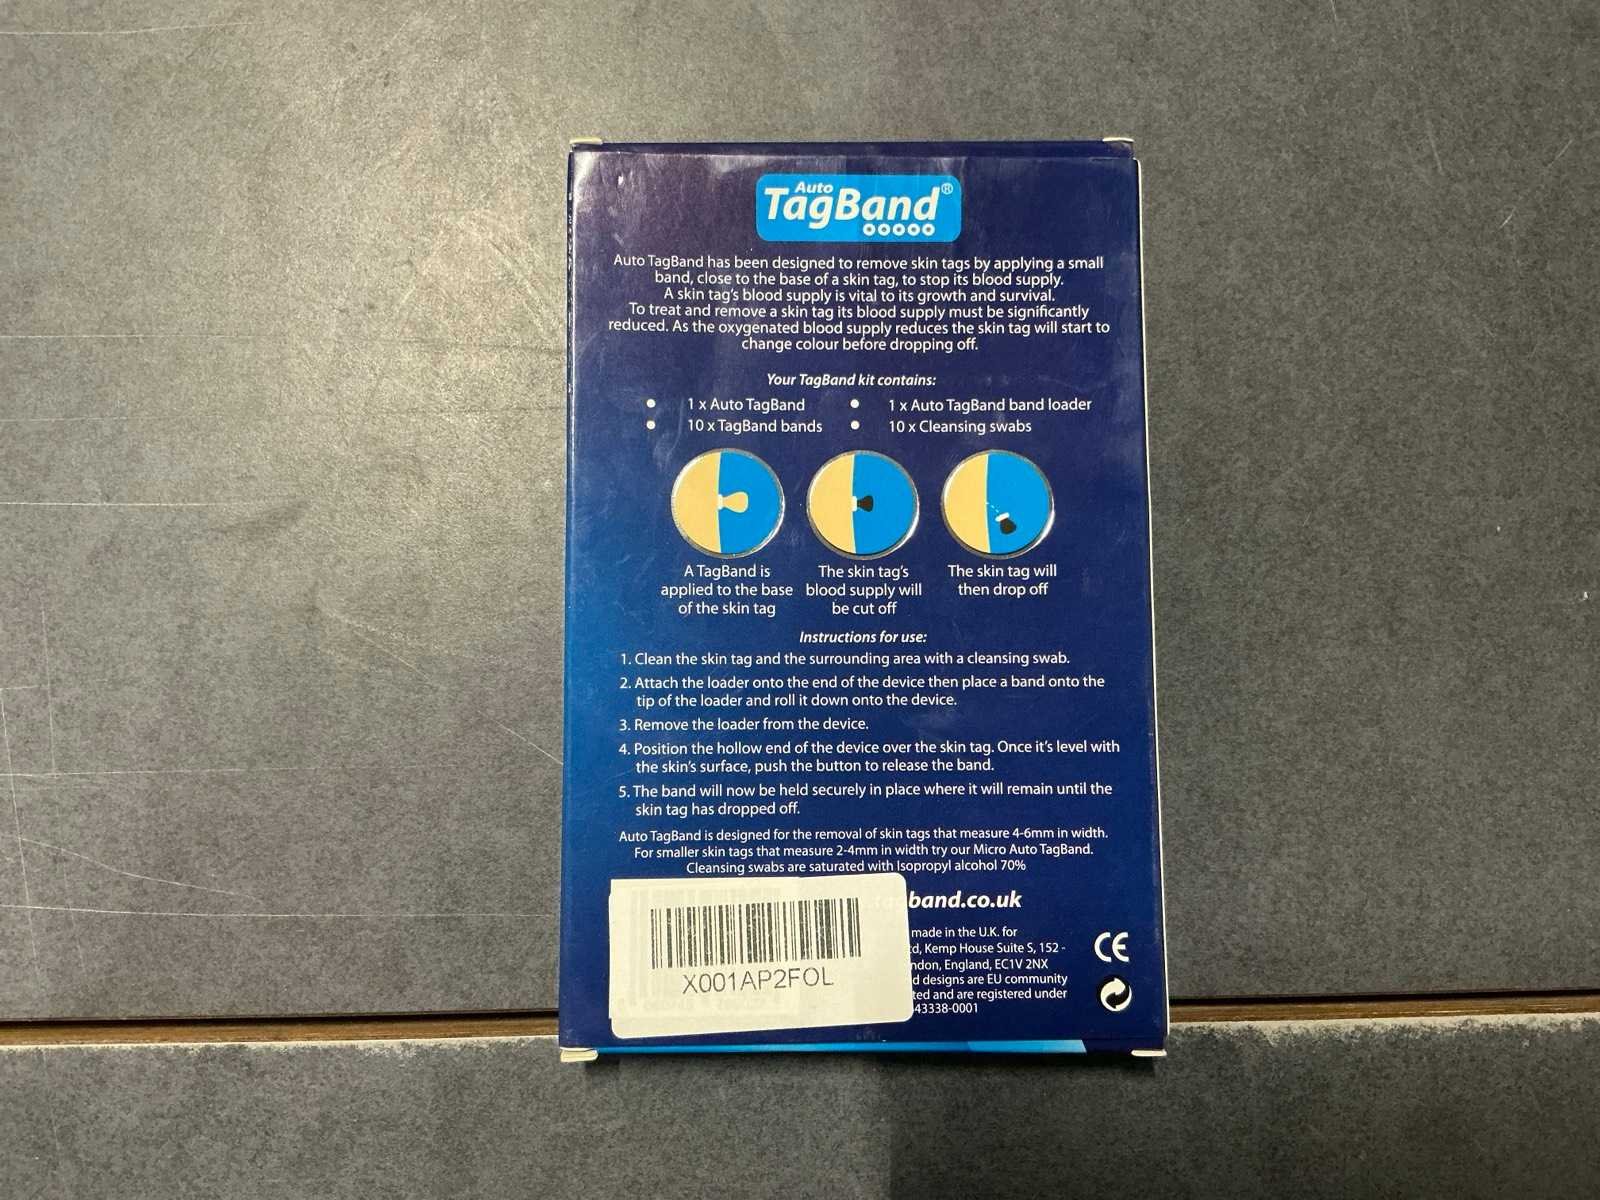 Auto
TagBand®
Auto TagBand has been designed to remove skin tags by applying a small
band, close to the base of a skin tag, to stop its blood supply.
A skin tag's blood supply is vital to its growth and survival.
To treat and remove a skin tag its blood supply must be significantly
reduced. As the oxygenated blood supply reduces the skin tag will start to
change colour before dropping off.
Your TagBand kit contains:
1 x Auto TagBand
1 x Auto TagBand band loader
10 x TagBand bands
10 x Cleansing swabs
A TagBand is
applied to the base
of the skin tag
The skin tag's
blood supply will
be cut off
The skin tag will
then drop off
Instructions for use:
1. Clean the skin tag and the surrounding area with a cleansing swab.
2. Attach the loader onto the end of the device then place a band onto the
tip of the loader and roll it down onto the device.
3. Remove the loader from the device.
4. Position the hollow end of the device over the skin tag. Once it's level with
the skin's surface, push the button to release the band.
5. The band will now be held securely in place where it will remain until the
skin tag has dropped off.
Auto TagBand is designed for the removal of skin tags that measure 4-6mm in width.
For smaller skin tags that measure 2-4mm in width try our Micro Auto TagBand.
Cleansing swabs are saturated with Isopropyl alcohol 70%
tagband.co.uk
made in the U.K. for
td, Kemp House Suite S, 152 -
ndon, England, EC1V 2NX
d designs are EU community
ted and are registered under
43338-0001
CE
X001AP2FOL